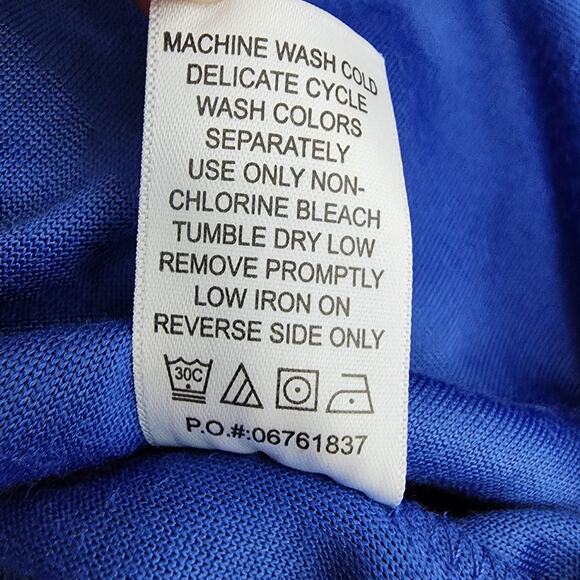 MACHINE WASH COLD
DELICATE CYCLE
WASH COLORS
SEPARATELY
USE ONLY NON-
CHLORINE BLEACH
TUMBLE DRY LOW
REMOVE PROMPTLY
LOW IRON ON
REVERSE SIDE ONLY
30C
P.O.#:06761837